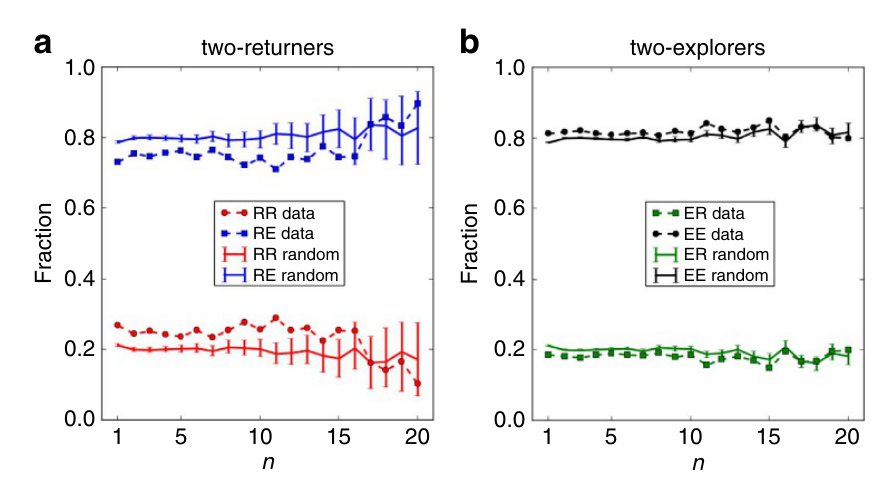 a
two-returners
1.0
0.8
0.6
0.4
0.2
0.0
Fraction
RR data
RE data
RR random
RE random
1
5
10
15
20
n
b
two-explorers
1.0
0.8
0.6
0.4
0.2
0.0
Fraction
ER data
EE data
ER random
EE random
1
5
10
15
20
n